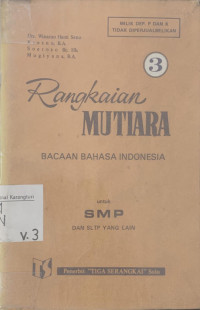 MILIK DEP. P DAN K
TIDAK DIPERDAGANGKAN
3
Rangkaian
MUTIARA
BACAAN BAHASA INDONESIA
untuk
SMP
DAN SLTP YANG LAIN
V.3
Penerbit "TIGA SERANGKAI" Solo